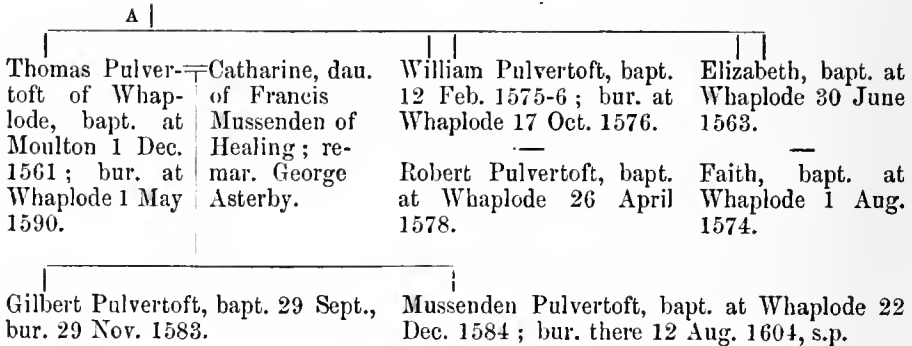 A
Thomas Pulver-
toft of Whap-
lode, bapt. at
Moulton 1 Dec.
1561 ; bur. at
Whaplode 1 May
1590.
Catharine, dau.
of Francis
Mussenden of
Healing ; re-
mar. George
Asterby.
William Pulvertoft, bapt.
12 Feb. 1575-6 ; bur. at
Whaplode 17 Oct. 1576.
—
Robert Pulvertoft, bapt.
at Whaplode 26 April
1578.
Elizabeth, bapt. at
Whaplode 30 June
1563.
—
Faith, bapt. at
Whaplode 1 Aug.
1574.
Gilbert Pulvertoft, bapt. 29 Sept.,
bur. 29 Nov. 1583.
Mussenden Pulvertoft, bapt. at Whaplode 22
Dec. 1584 ; bur. there 12 Aug. 1604, s.p.